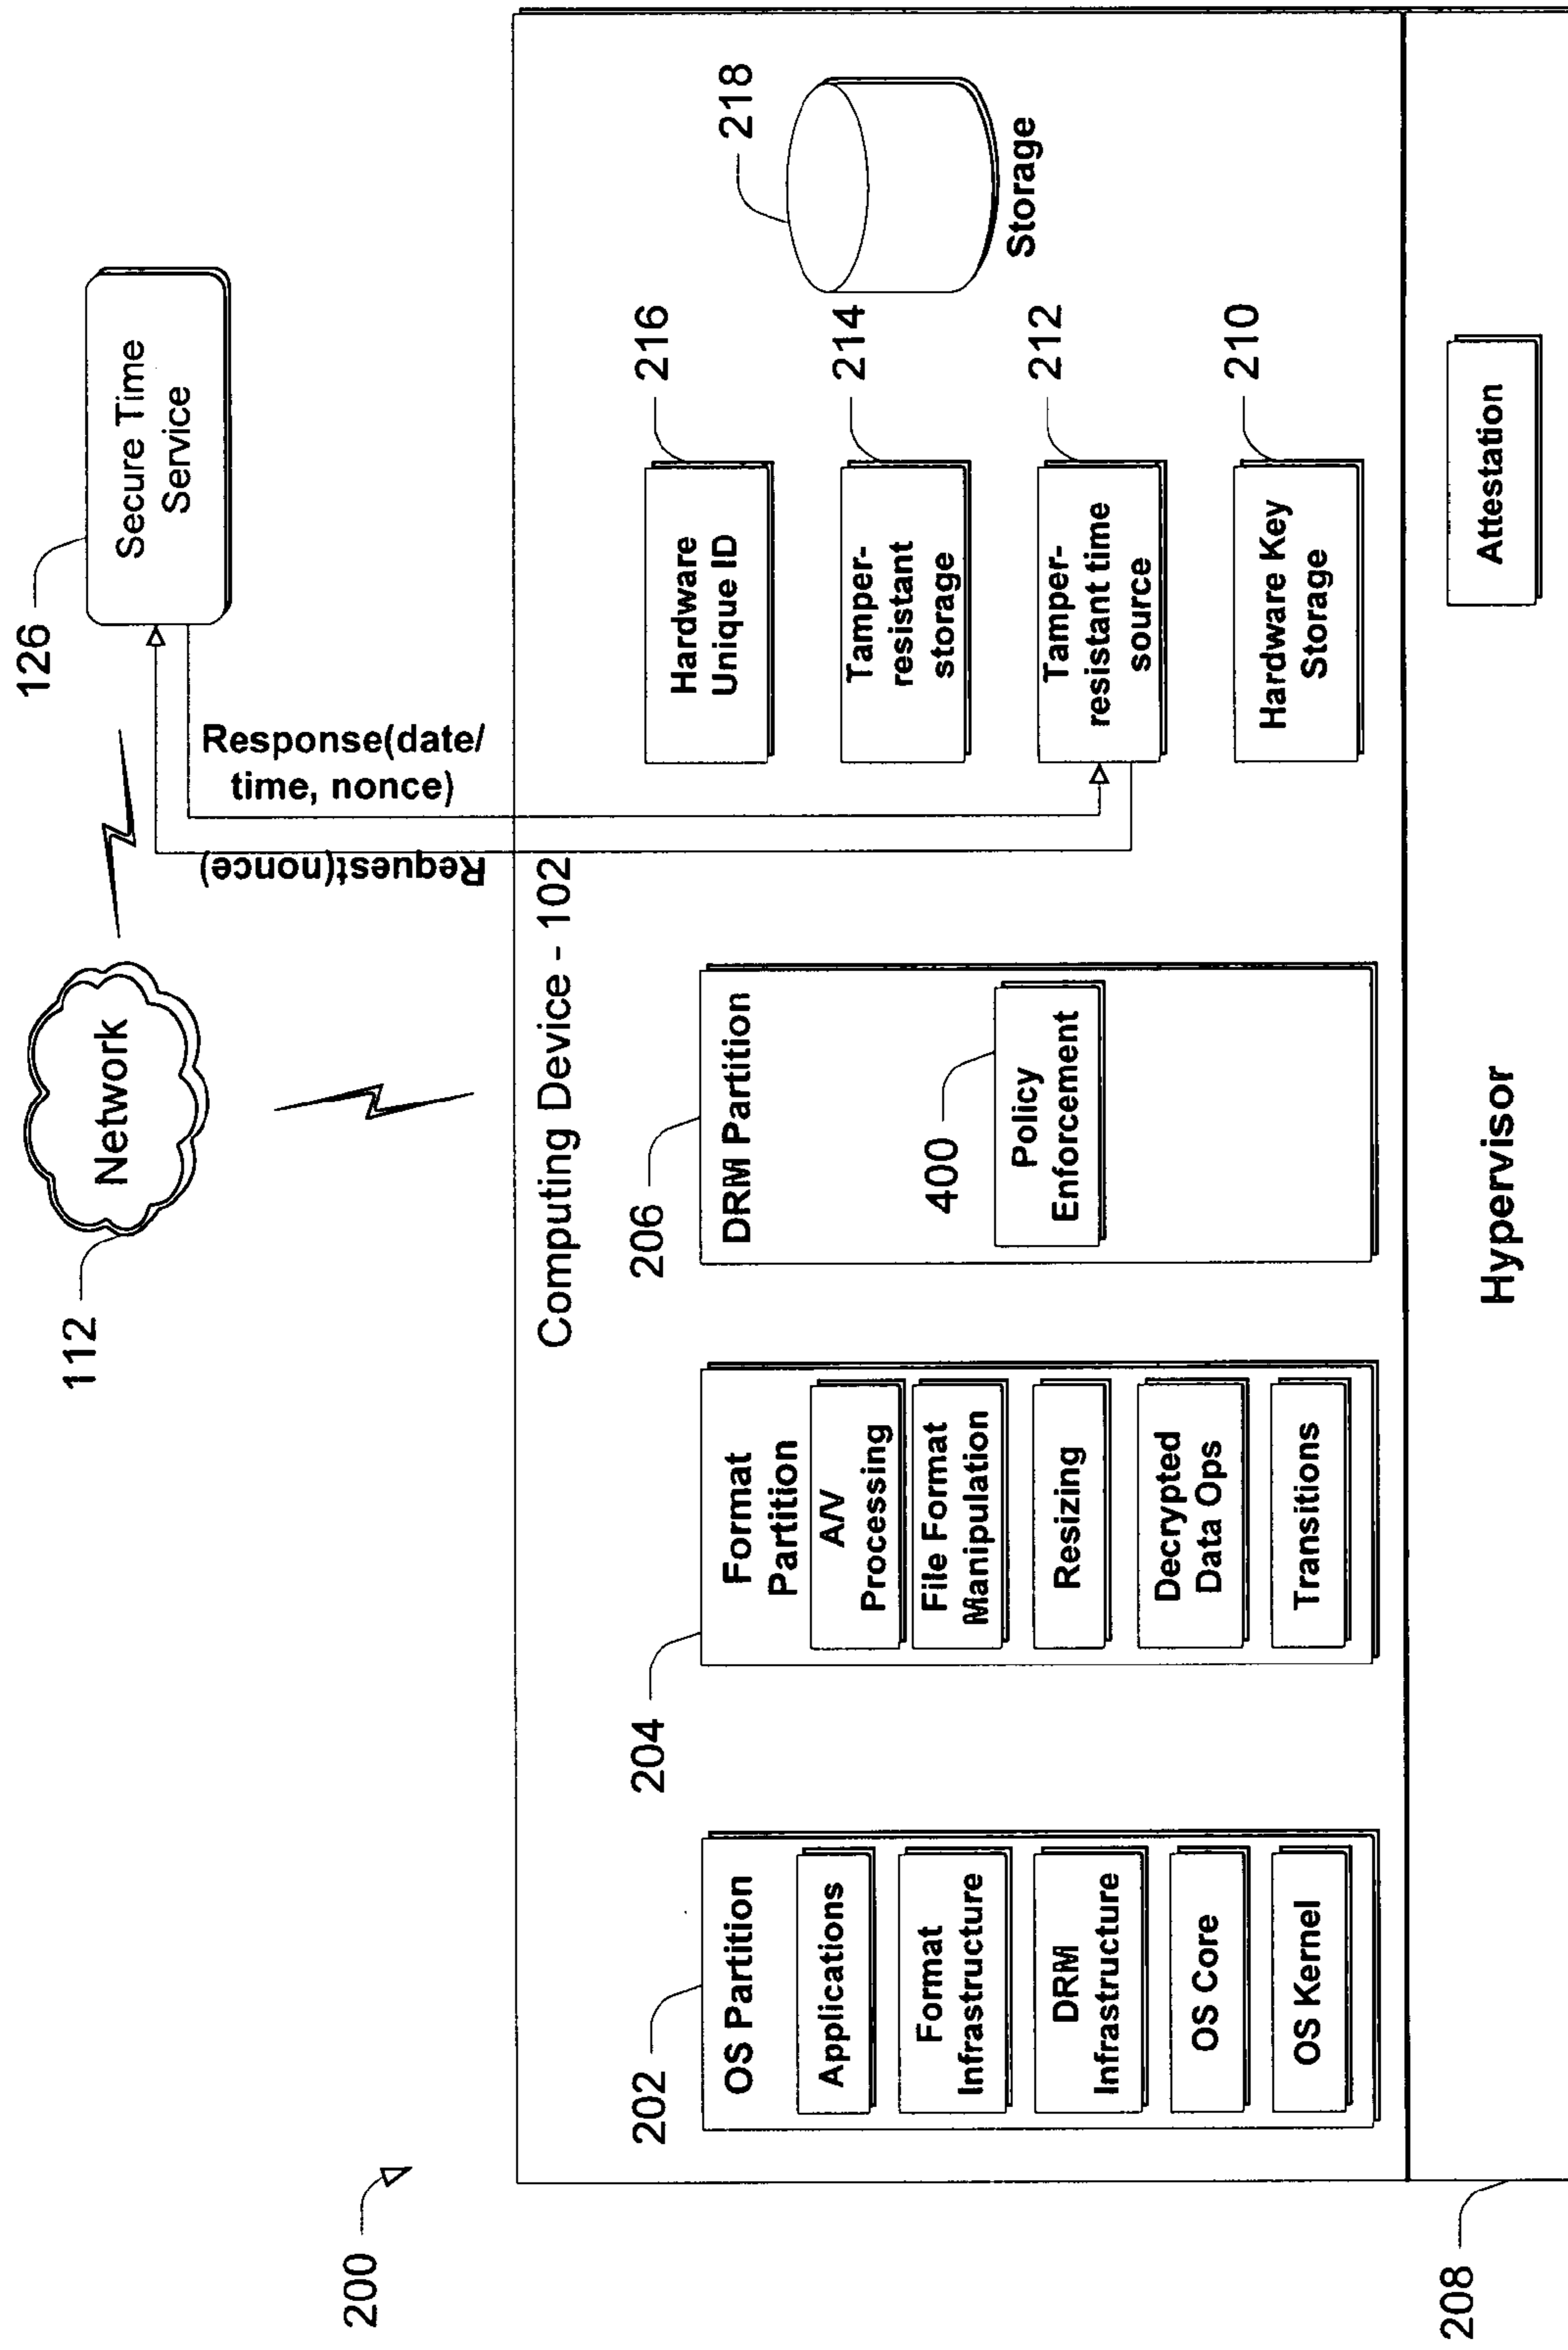 200
112
Network
126
Secure Time
Service
Response(date/
time, nonce)
Request(nonce)
Computing Device - 102
202
OS Partition
Applications
Format
Infrastructure
DRM
Infrastructure
OS Core
OS Kernel
204
Format
Partition
A/V
Processing
File Format
Manipulation
Resizing
Decrypted
Data Ops
Transitions
206
DRM Partition
400
Policy
Enforcement
Hardware
Unique ID
216
Tamper-
resistant
storage
214
Tamper-
resistant time
source
212
Hardware Key
Storage
210
218
Storage
208
Hypervisor
Attestation